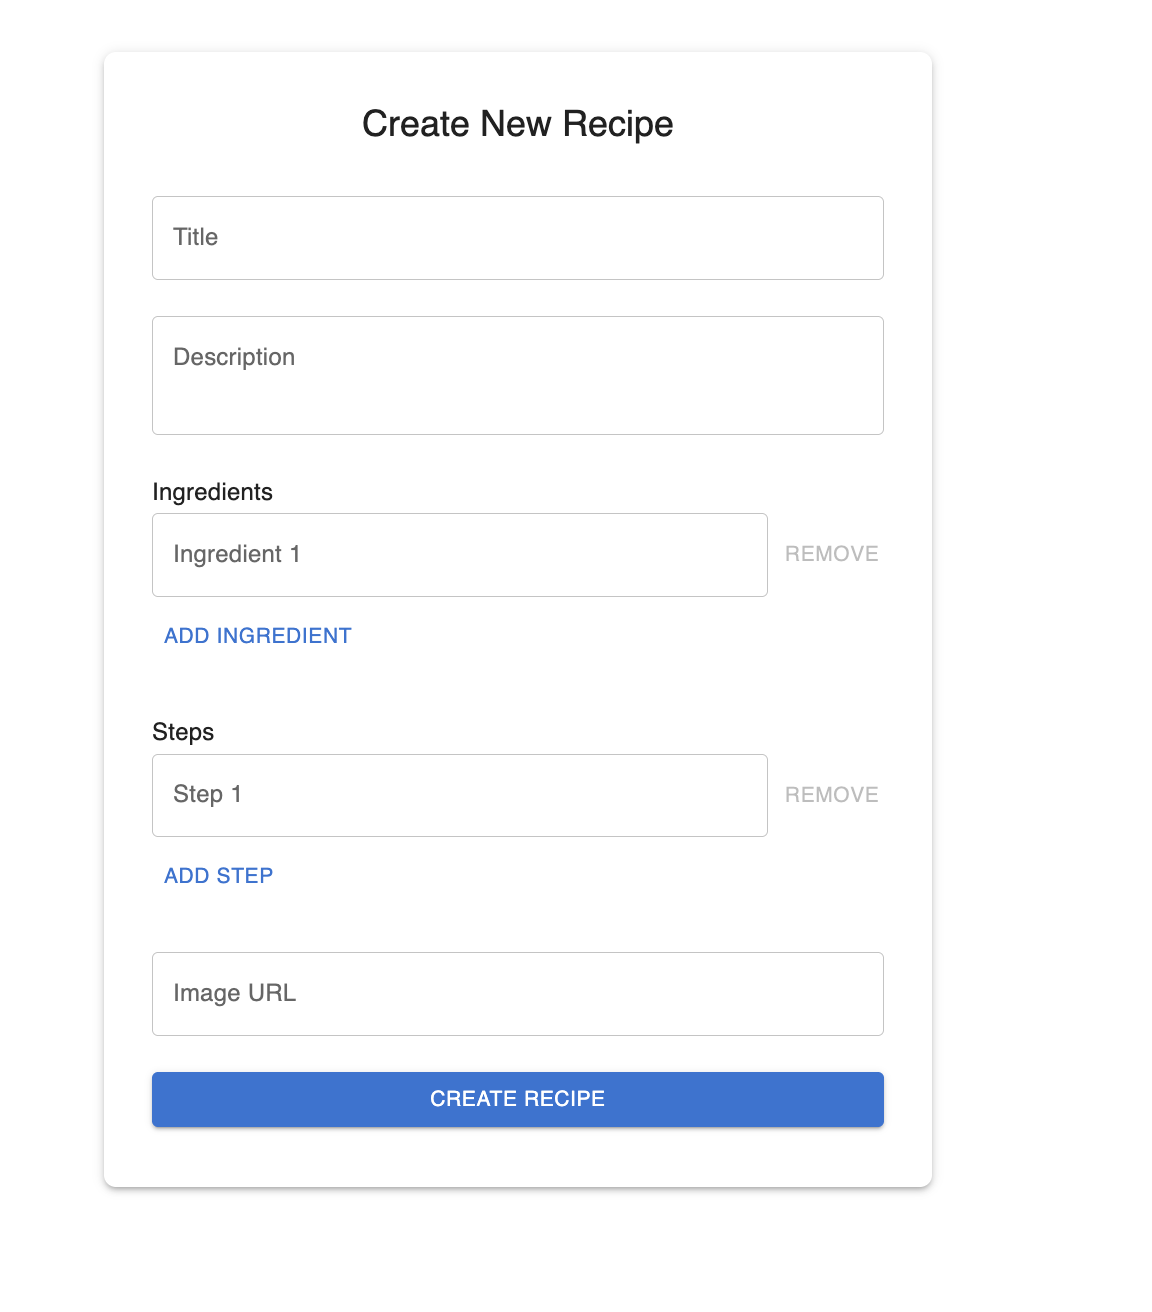 Create New Recipe
Title
Description
Ingredients
Ingredient 1
REMOVE
ADD INGREDIENT
Steps
Step 1
REMOVE
ADD STEP
Image URL
CREATE RECIPE